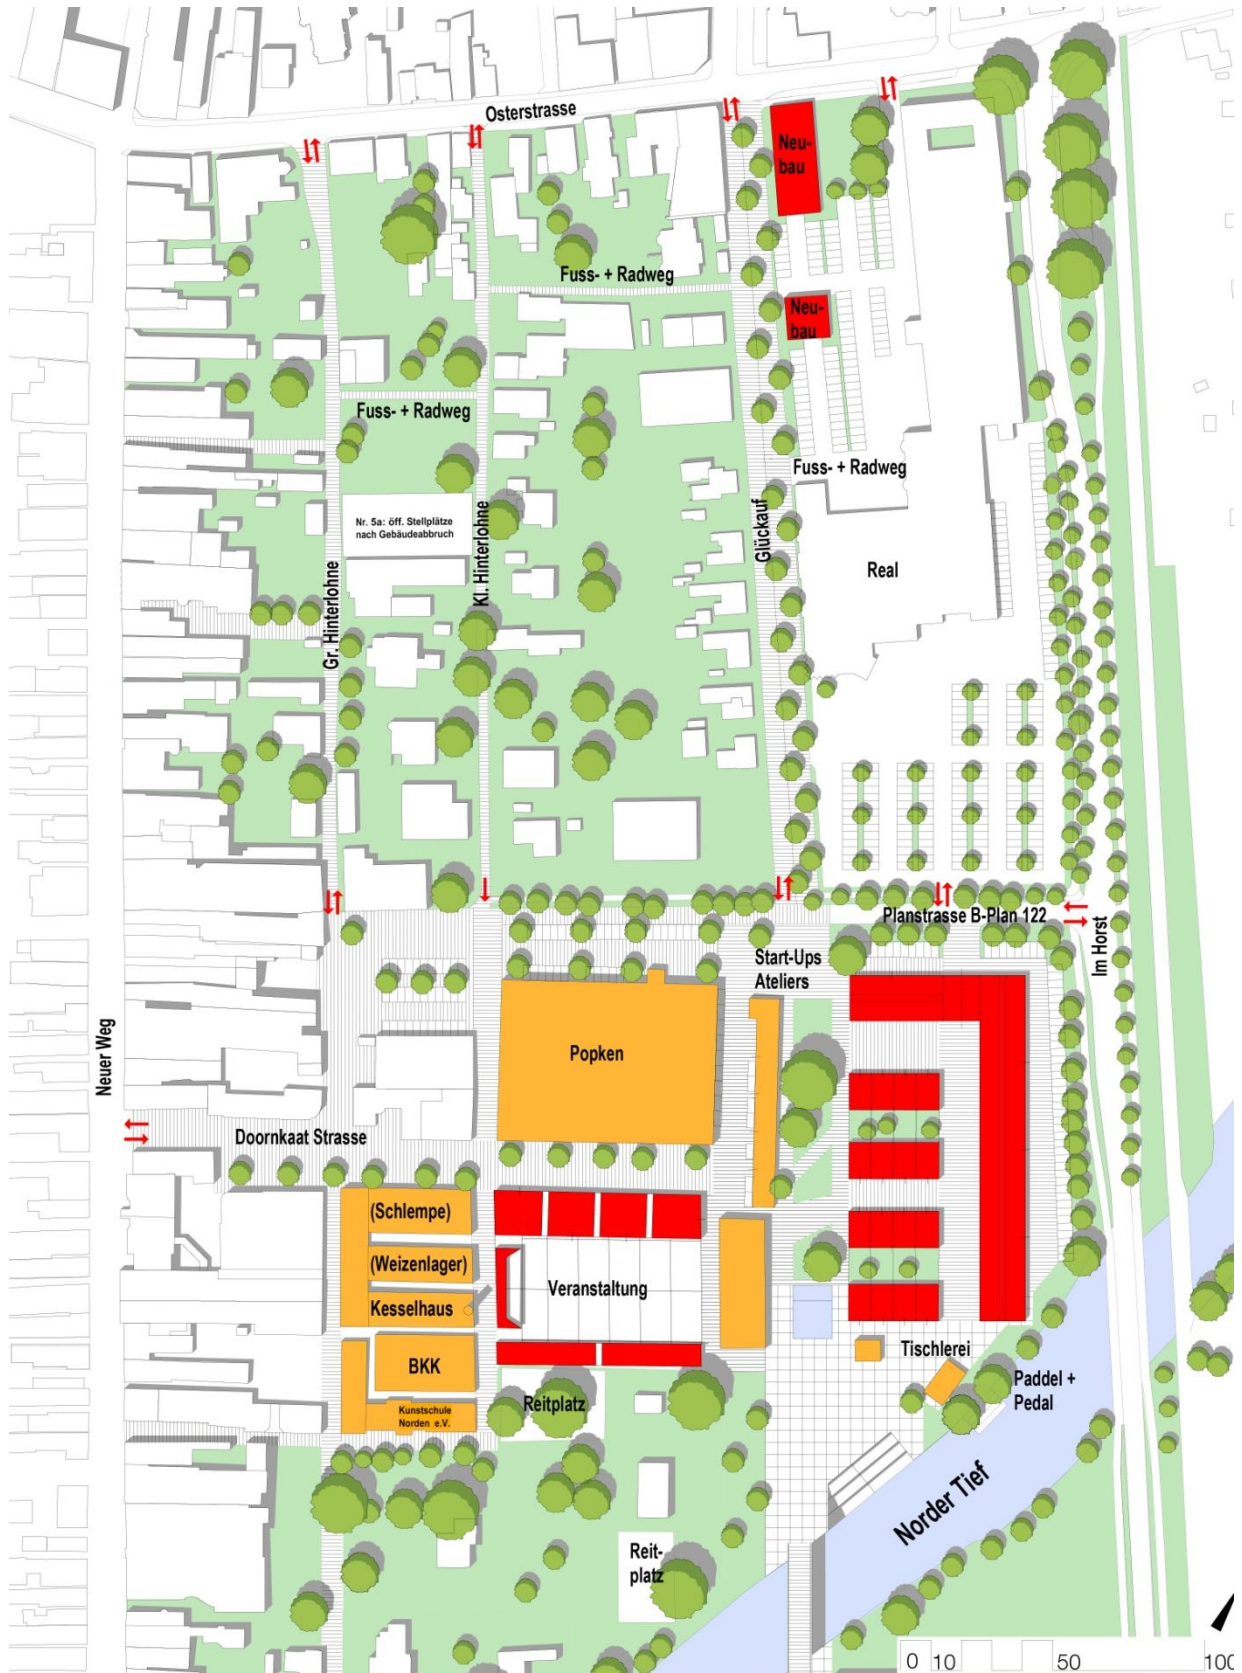 Osterstrasse
Neu-
bau
Fuss- + Radweg
Neu-
bau
Fuss- + Radweg
Fuss- + Radweg
Nr. 5a: öff. Stellplätze
nach Gebäudeabbruch
Gr. Hinterlohne
Kl. Hinterlohne
Glückauf
Real
Planstrasse B-Plan 122
Im Horst
Start-Ups
Ateliers
Neuer Weg
Popken
Doornkaat Strasse
(Schlempe)
(Weizenlager)
Kesselhaus
Veranstaltung
BKK
Kunstschule
Norden e.V.
Reitplatz
Tischlerei
Paddel +
Pedal
Norder Tief
Reit-
platz
0 10 50 100